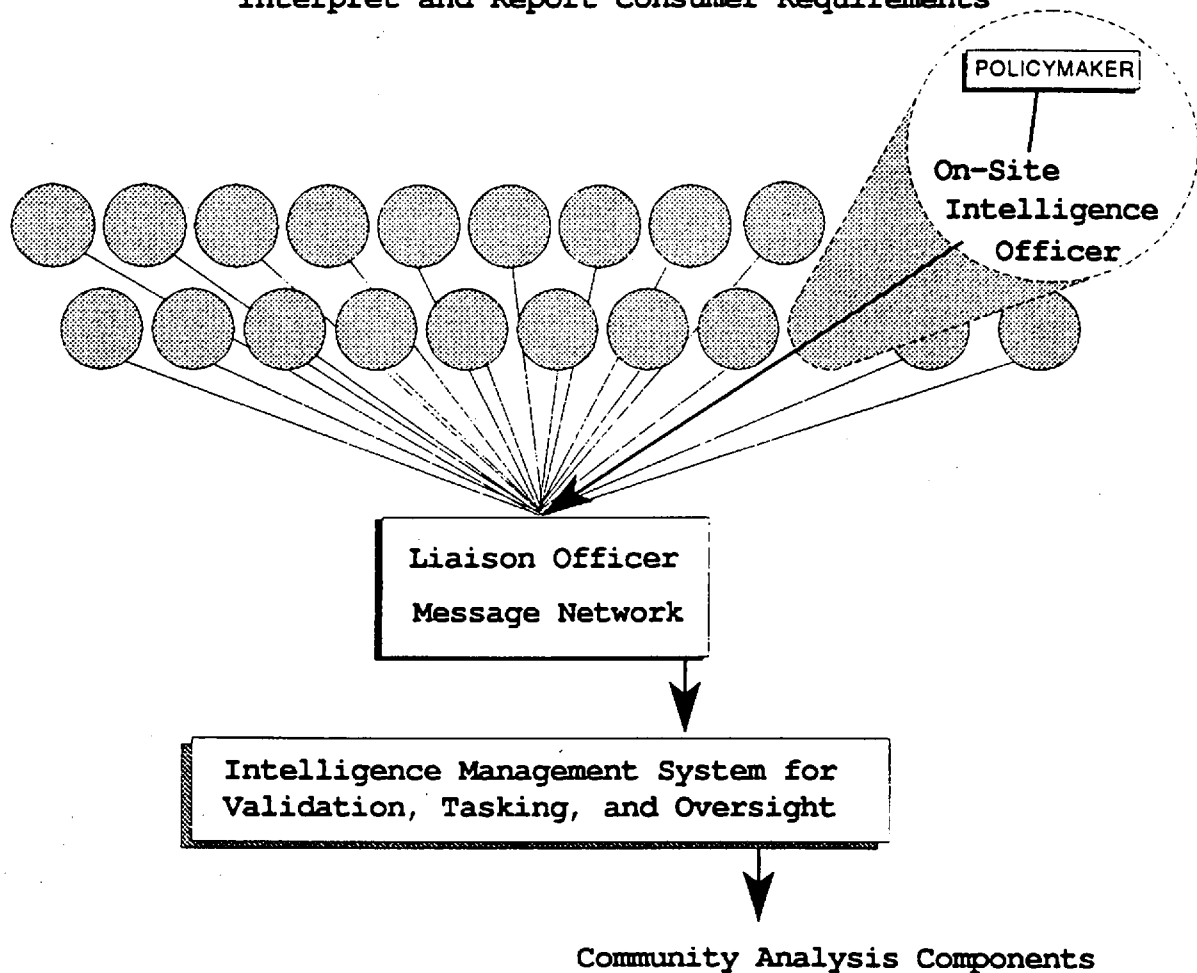 Interpret and Report Consumer Requirements
POLICYMAKER
On-Site
Intelligence
Officer
Liaison Officer
Message Network
Intelligence Management System for
Validation, Tasking, and Oversight
Community Analysis Components